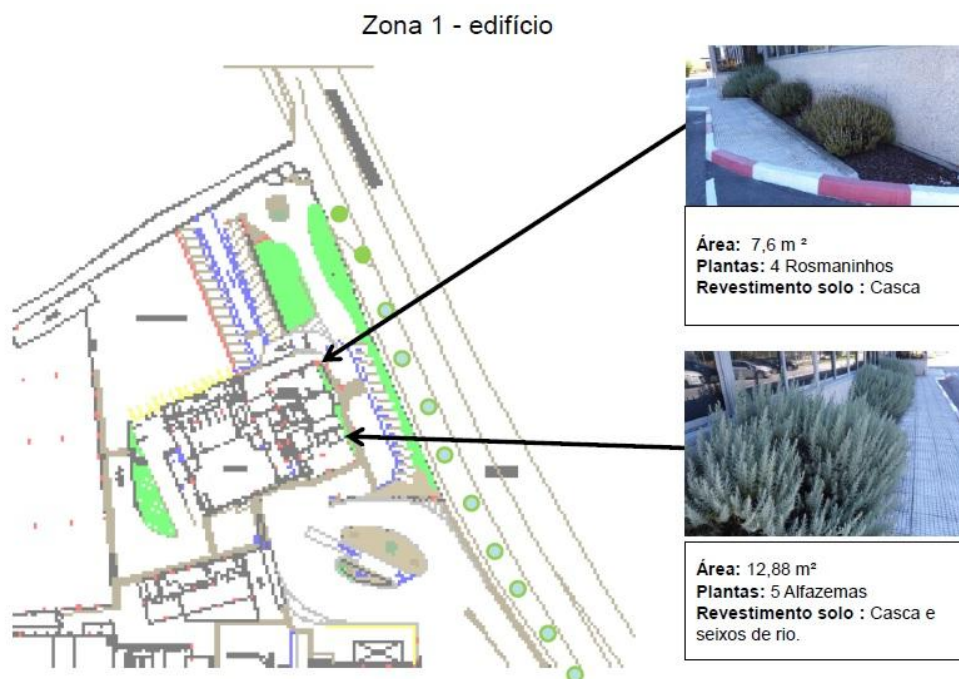 Zona 1 - edifício
Área: 7,6 m ²
Plantas: 4 Rosmaninhos
Revestimento solo : Casca
Área: 12,88 m²
Plantas: 5 Alfazemas
Revestimento solo : Casca e
seixos de rio.